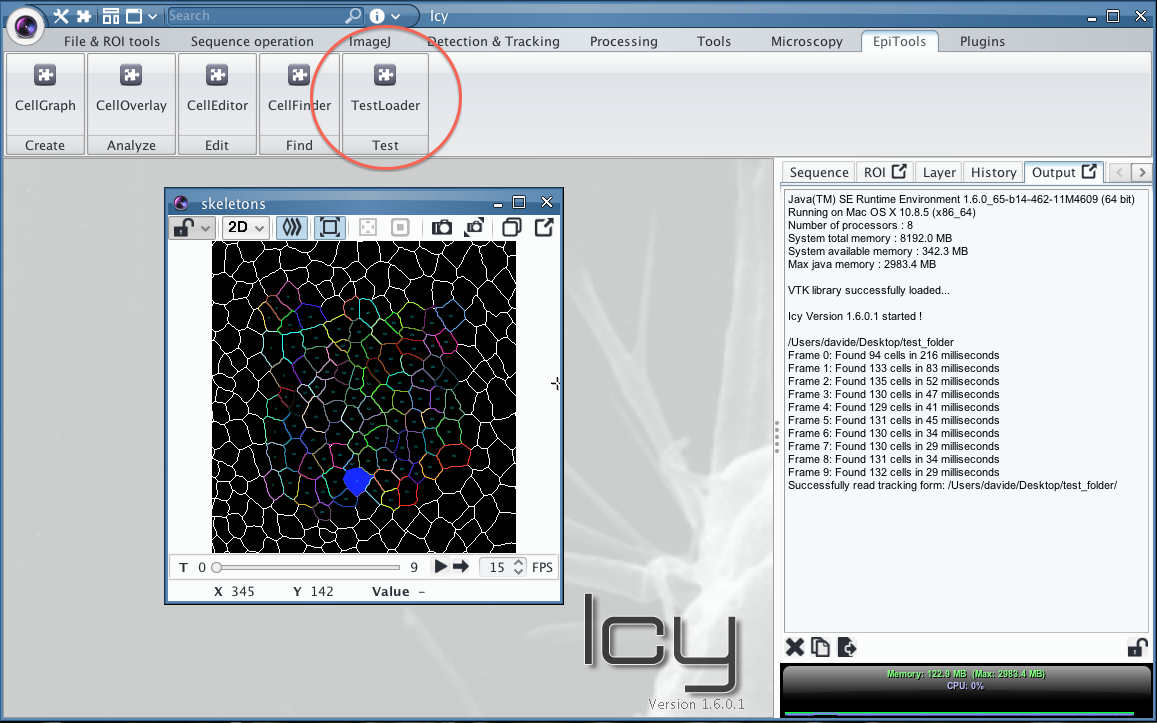 Search
Icy
File & ROI tools Sequence operation ImageJ Detection & Tracking Processing Tools Microscopy EpiTools Plugins
CellGraph CellOverlay CellEditor CellFinder TestLoader
Create Analyze Edit Find Test
skeletons
2D
T 0 9 15 FPS
X 345 Y 142 Value -
Icy
Version 1.6.0.1
Sequence ROI Layer History Output
Java(TM) SE Runtime Environment 1.6.0_65-b14-462-11M4609 (64 bit)
Running on Mac OS X 10.8.5 (x86_64)
Number of processors : 8
System total memory : 8192.0 MB
System available memory : 342.3 MB
Max java memory : 2983.4 MB
VTK library successfully loaded...
Icy Version 1.6.0.1 started !
/Users/davide/Desktop/test_folder
Frame 0: Found 94 cells in 216 milliseconds
Frame 1: Found 133 cells in 83 milliseconds
Frame 2: Found 135 cells in 52 milliseconds
Frame 3: Found 130 cells in 47 milliseconds
Frame 4: Found 129 cells in 41 milliseconds
Frame 5: Found 131 cells in 45 milliseconds
Frame 6: Found 130 cells in 34 milliseconds
Frame 7: Found 130 cells in 29 milliseconds
Frame 8: Found 131 cells in 34 milliseconds
Frame 9: Found 132 cells in 29 milliseconds
Successfully read tracking form: /Users/davide/Desktop/test_folder/
Memory: 122.9 MB (Max: 2983.4 MB)
CPU: 0%